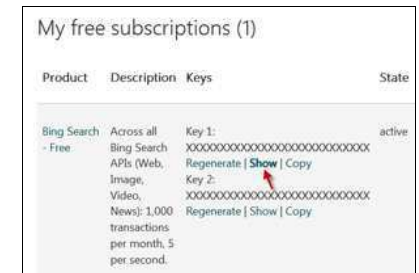 My free subscriptions (1)
Product Description Keys State
Bing Search Across all Key 1: active
- Free Bing Search XXXXXXXXXXXXXXXXXXXXXXXXXXXX
APIs (Web, Regenerate | Show | Copy
Image, Key 2:
Video, XXXXXXXXXXXXXXXXXXXXXXXXXXXX
News): 1,000 Regenerate | Show | Copy
transactions
per month, 5
per second.